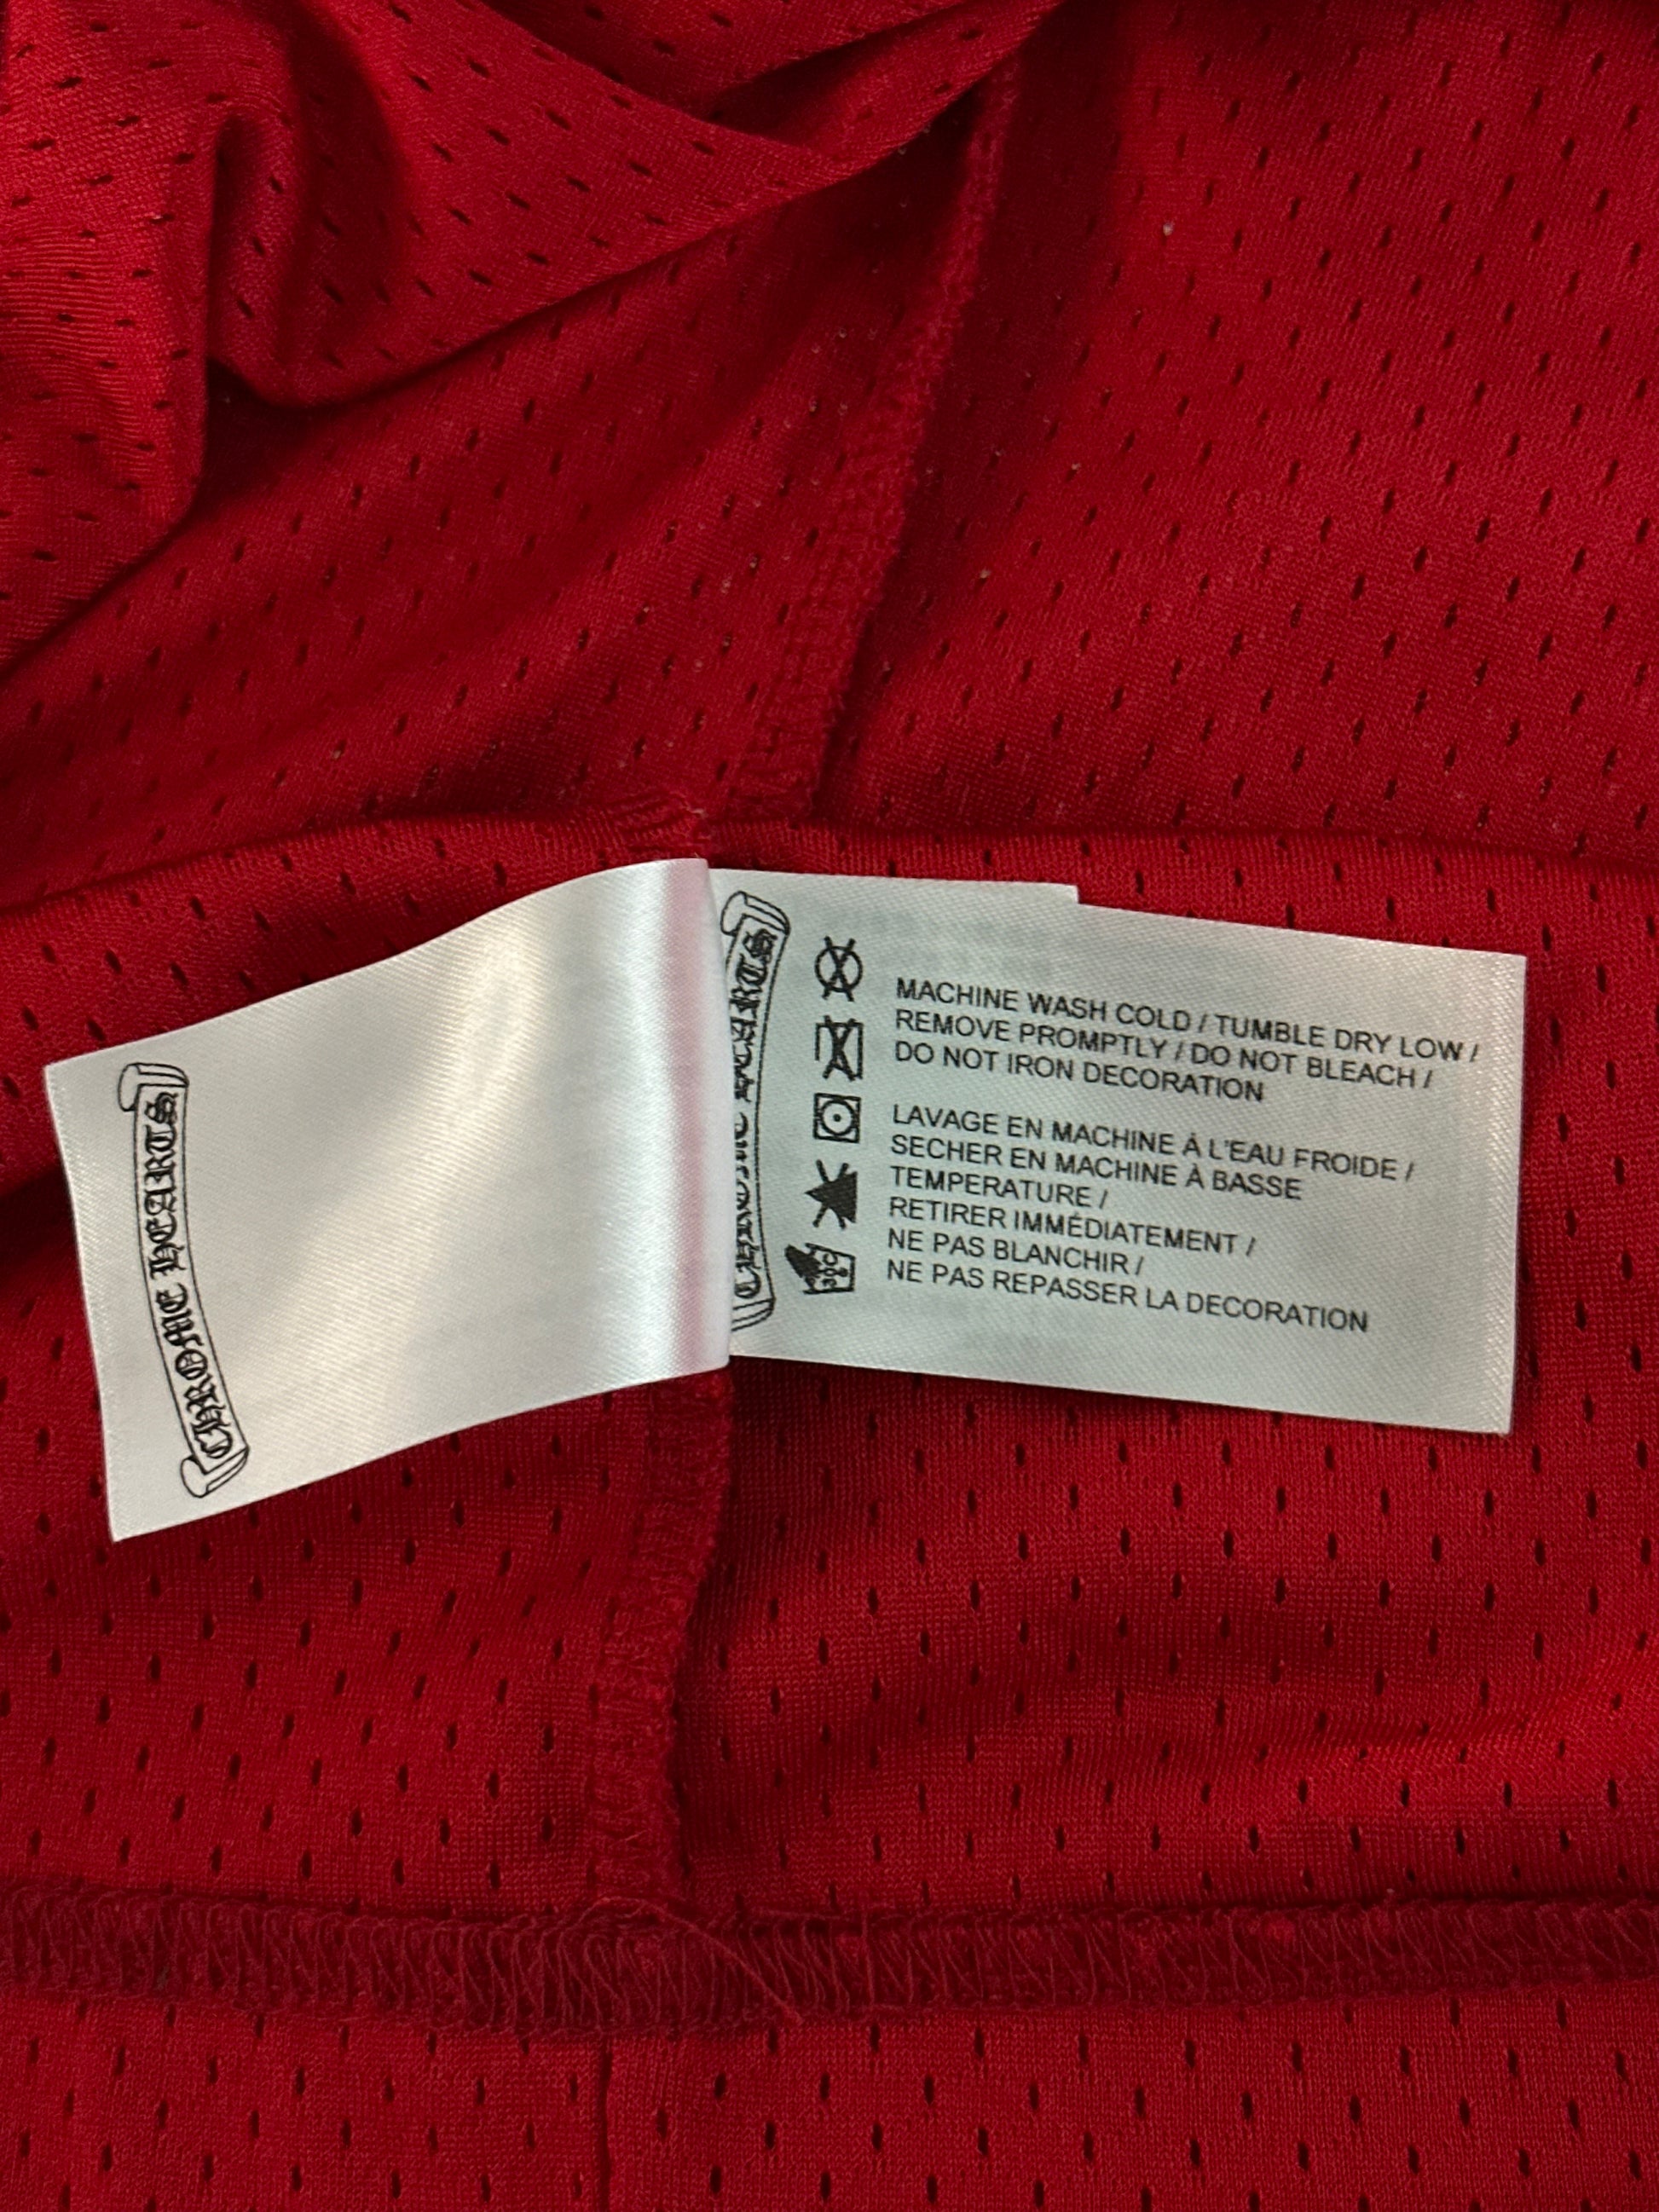 CHROME HEARTS
CHROME HEARTS
MACHINE WASH COLD / TUMBLE DRY LOW /
REMOVE PROMPTLY / DO NOT BLEACH /
DO NOT IRON DECORATION
LAVAGE EN MACHINE À L'EAU FROIDE /
SECHER EN MACHINE À BASSE
TEMPERATURE /
RETIRER IMMÉDIATEMENT /
NE PAS BLANCHIR /
NE PAS REPASSER LA DECORATION